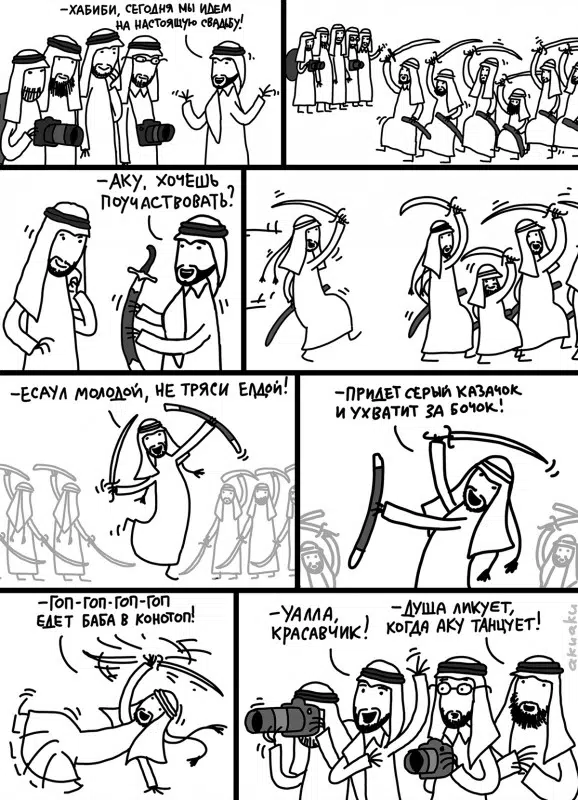 –ХАБИБИ, СЕГОДНЯ МЫ ИДЕМ
НА НАСТОЯЩУЮ СВАДЬБУ!
–АКУ, ХОЧЕШЬ
ПОУЧАСТВОВАТЬ?
–ЕСАУЛ МОЛОДОЙ, НЕ ТРЯСИ ЕЛДОЙ!
–ПРИДЕТ СЕРЫЙ КАЗАЧОК
И УХВАТИТ ЗА БОЧОК!
–ГОП-ГОП-ГОП-ГОП
ЕДЕТ БАБА В КОНОТОП!
–УАЛЛА,
КРАСАВЧИК!
–ДУША ЛИКУЕТ,
КОГДА АКУ ТАНЦУЕТ!
akuaku